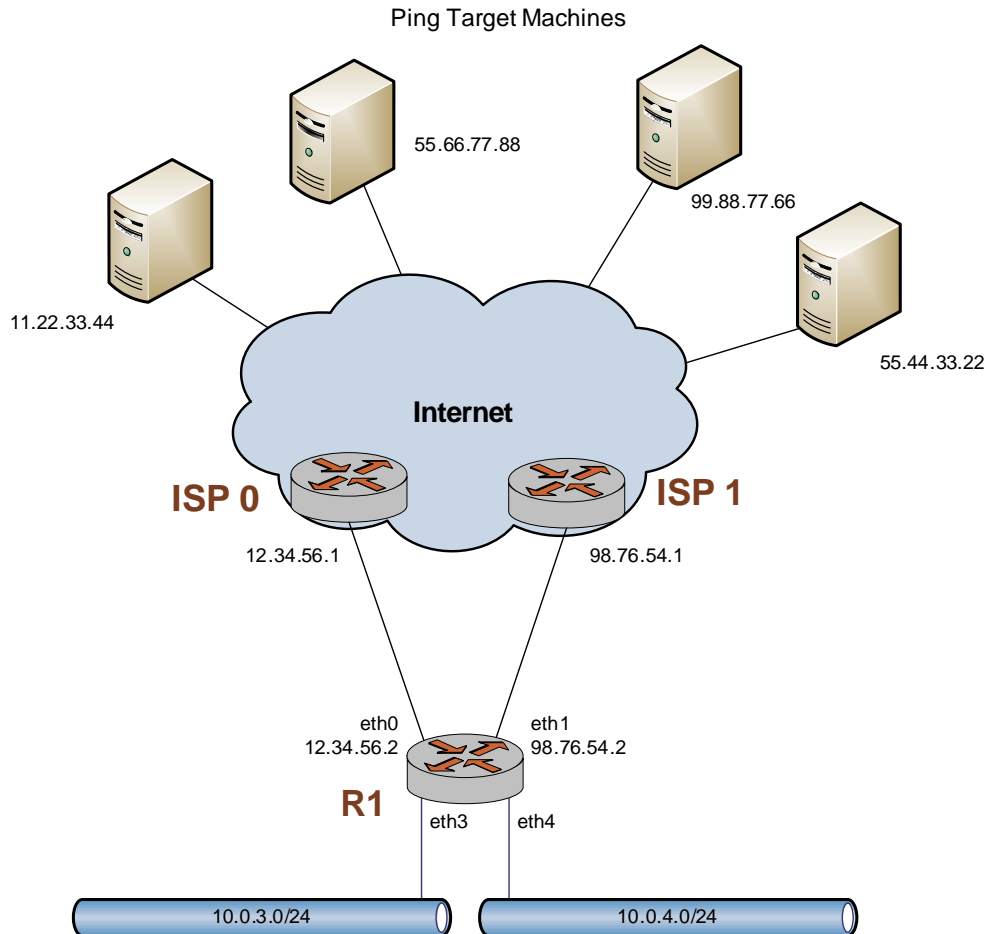 Ping Target Machines
55.66.77.88
99.88.77.66
11.22.33.44
55.44.33.22
Internet
ISP 0
ISP 1
12.34.56.1
98.76.54.1
eth0
12.34.56.2
eth1
98.76.54.2
R1
eth3
eth4
10.0.3.0/24
10.0.4.0/24